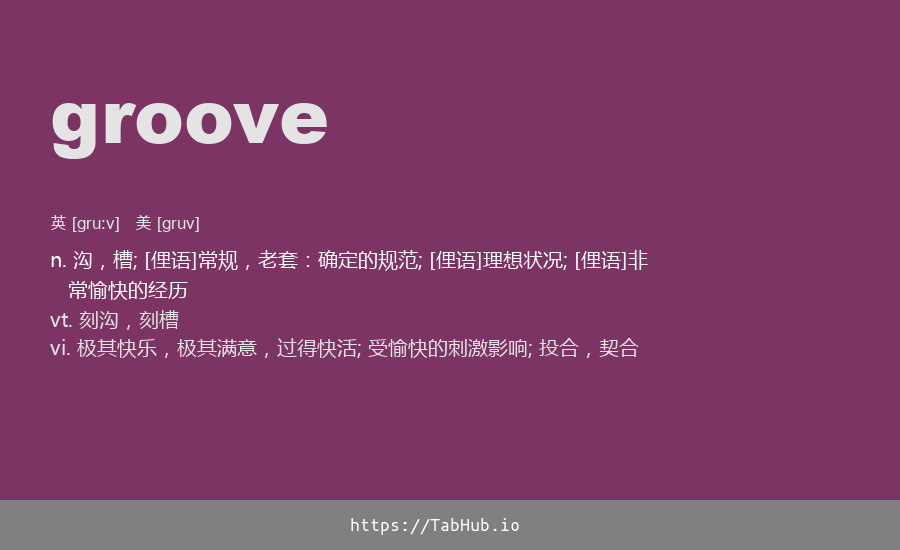 groove
英 [gru:v] 美 [gruv]
n. 沟，槽; [俚语]常规，老套：确定的规范; [俚语]理想状况; [俚语]非
常愉快的经历
vt. 刻沟，刻槽
vi. 极其快乐，极其满意，过得快活; 受愉快的刺激影响; 投合，契合
https://TabHub.io